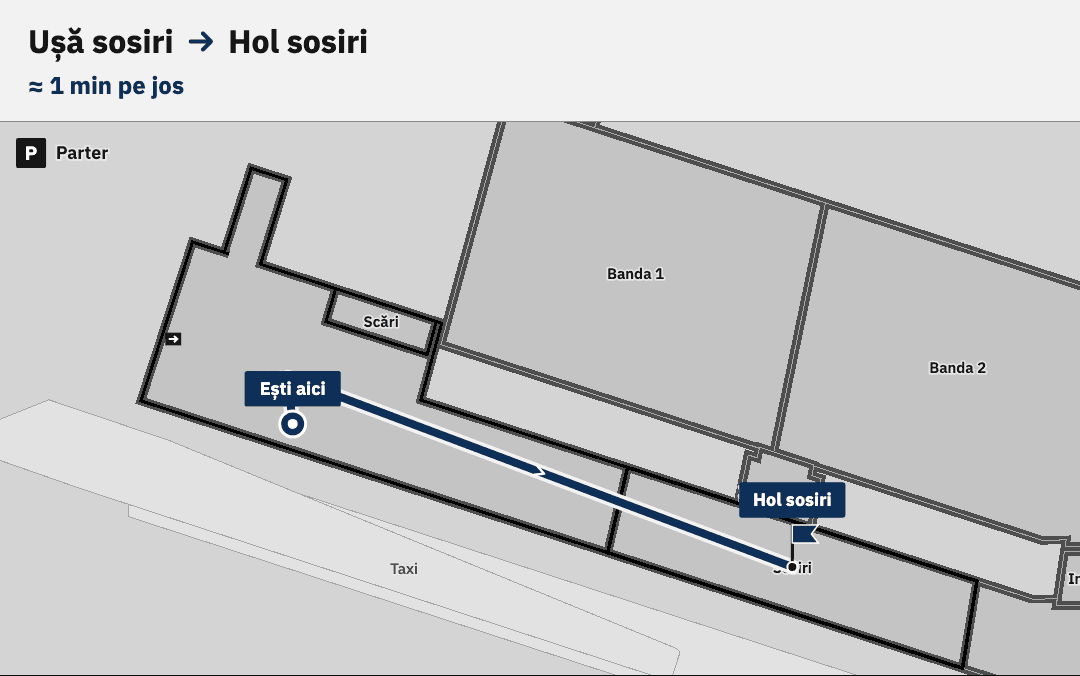 Ușă sosiri → Hol sosiri
≈ 1 min pe jos
P Parter
Banda 1
Scări
Banda 2
Ești aici
Hol sosiri
Taxi